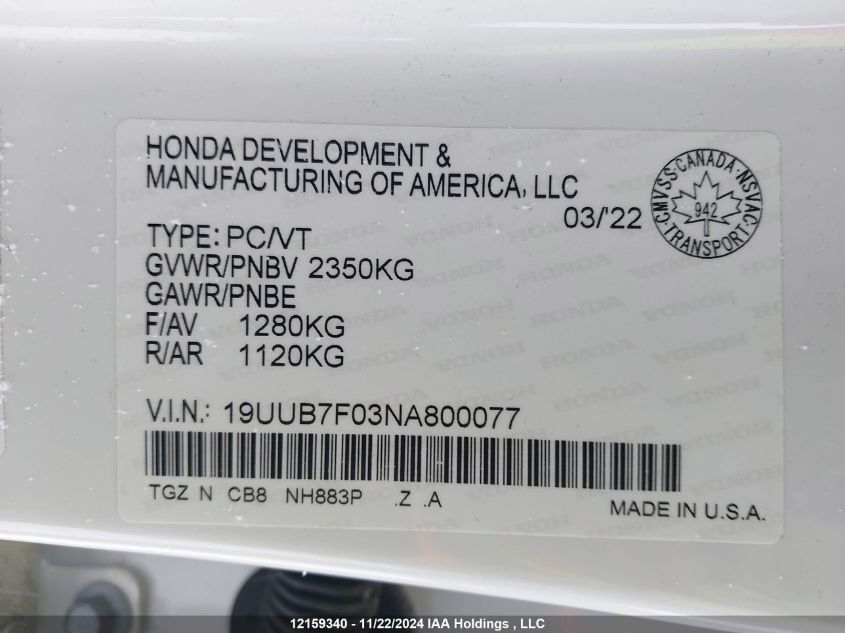 HONDA DEVELOPMENT &
MANUFACTURING OF AMERICA, LLC
03/'22
CMVSS·CANADA·NSVAC
942
·TRANSPORT·
TYPE: PC/VT
GVWR/PNBV 2350KG
GAWR/PNBE
F/AV 1280KG
R/AR 1120KG
V.I.N.: 19UUB7F03NA800077
TGZ N CB8 NH883P .Z .A
MADE IN U.S.A.
12159340 - 11/22/2024 IAA Holdings , LLC